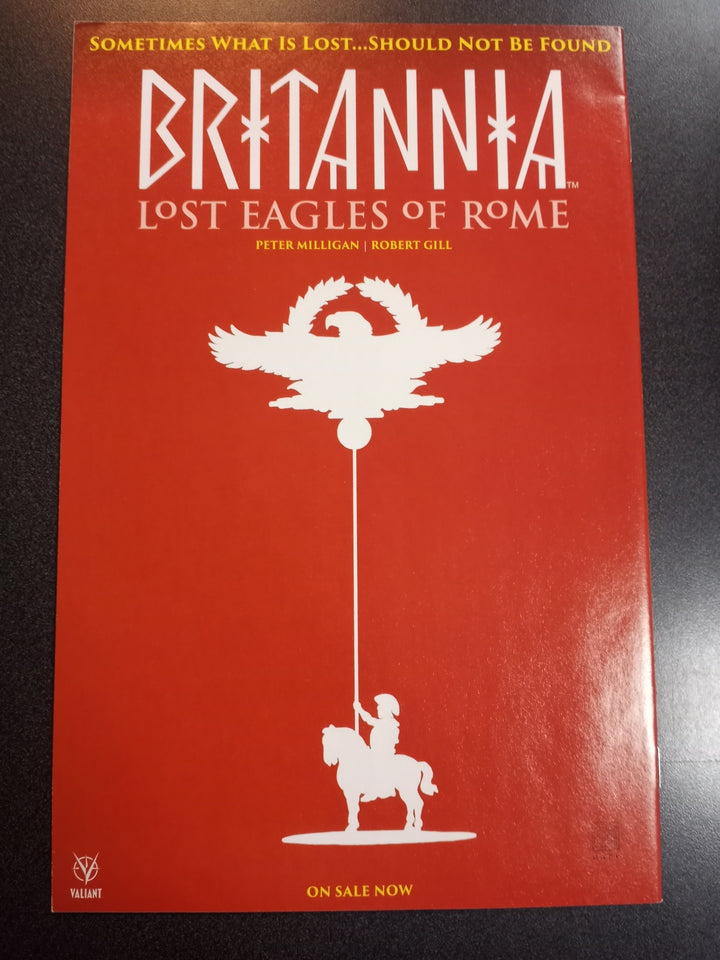 SOMETIMES WHAT IS LOST...SHOULD NOT BE FOUND
BRITANNIA™
LOST EAGLES OF ROME
PETER MILLIGAN | ROBERT GILL
VALIANT
ON SALE NOW